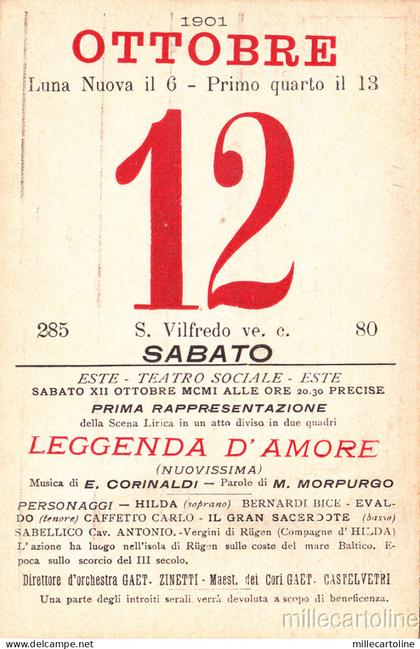 1901
OTTOBRE
Luna Nuova il 6 - Primo quarto il 13
12
285 S. Vilfredo ve. c. 80
SABATO
ESTE - TEATRO SOCIALE - ESTE
SABATO XII OTTOBRE MCMI ALLE ORE 20.30 PRECISE
PRIMA RAPPRESENTAZIONE
della Scena Lirica in un atto diviso in due quadri
LEGGENDA D'AMORE
(NUOVISSIMA)
Musica di E. CORINALDI - Parole di M. MORPURGO
PERSONAGGI - HILDA (soprano) BERNARDI BICE - EVAL-
DO (tenore) CAFFETTO CARLO - IL GRAN SACERDOTE (basso)
SABELLICO Cav. ANTONIO. - Vergini di Rügen (Compagne d'HILDA)
L'azione ha luogo nell'isola di Rügen sulle coste del mare Baltico. E-
poca sullo scorcio del III secolo.
Direttore d'orchestra GAET. ZINETTI - Maest. dei Cori GAET. CASTELVETRI
Una parte degli introiti serali verrà devoluta a scopo di beneficenza.
millecartoline
www.delcampe.net
millecartoline